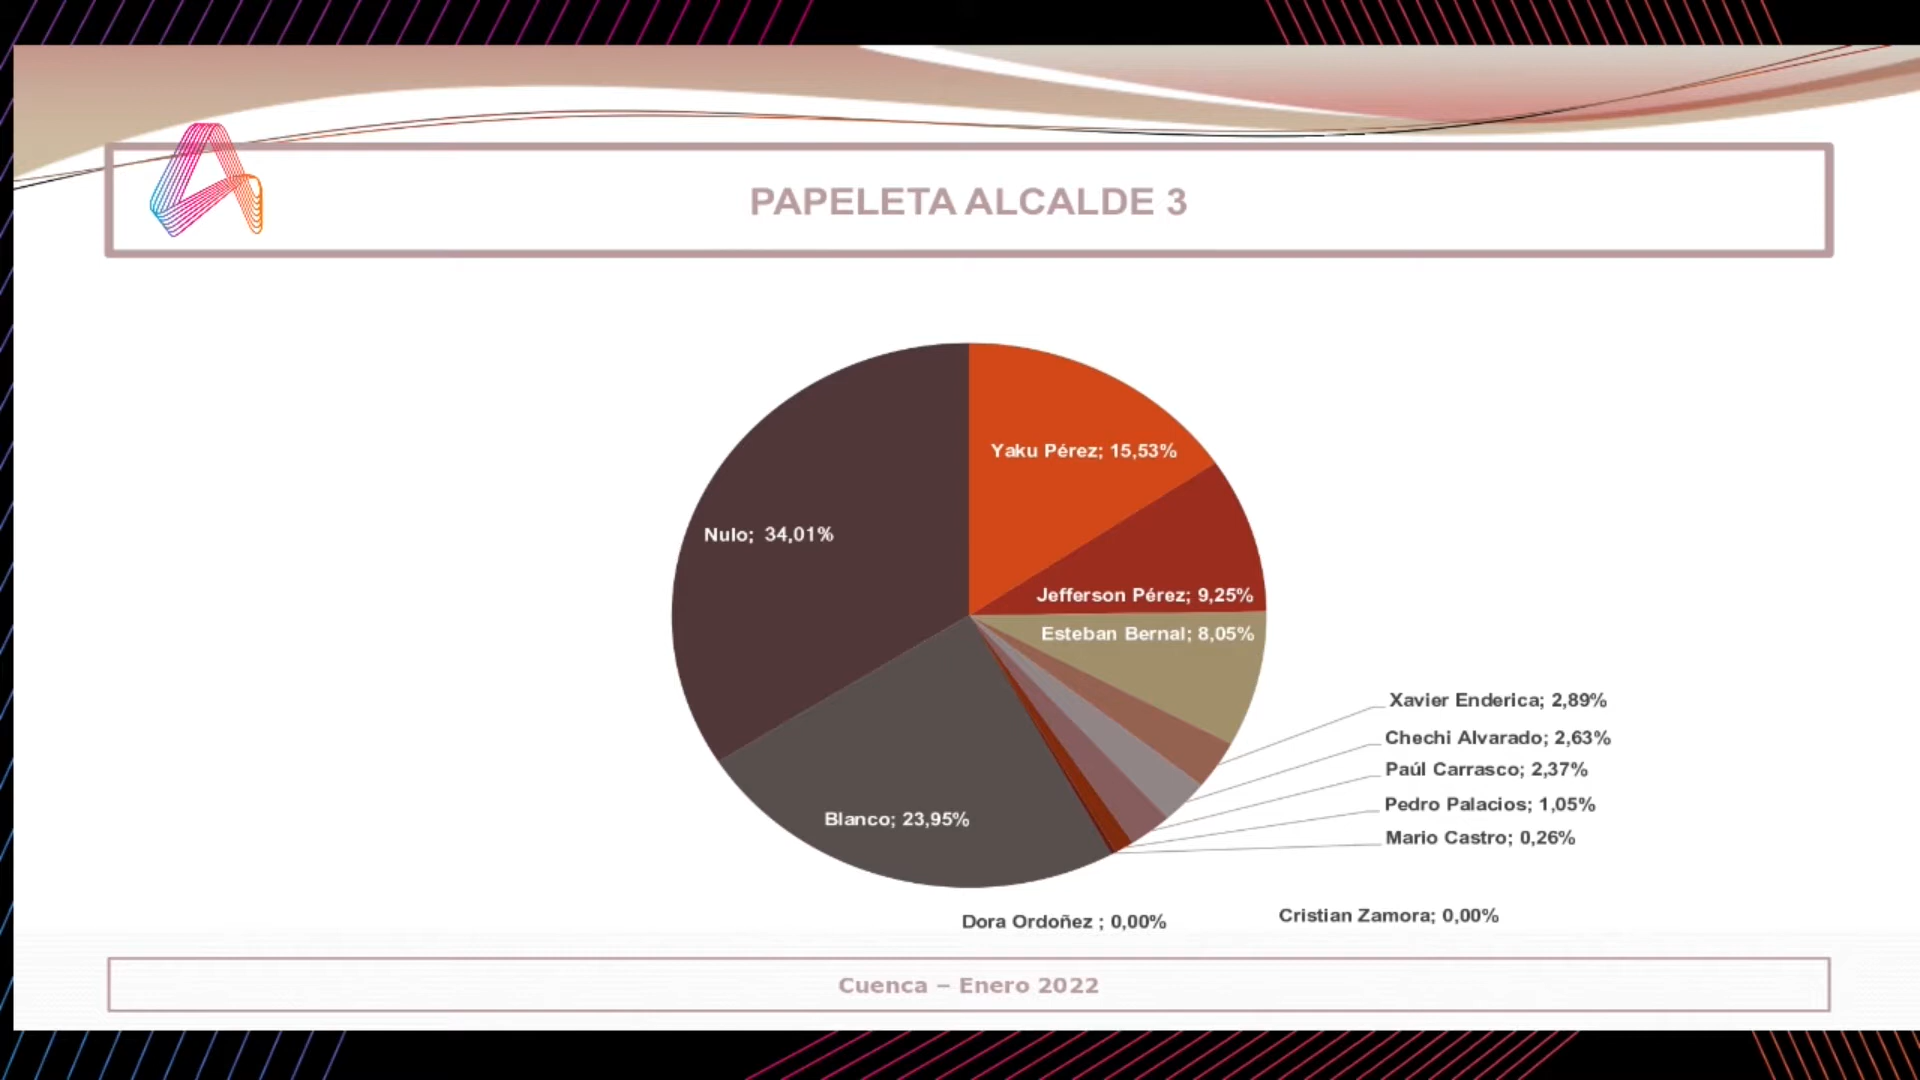 PAPELETA ALCALDE 3
Yaku Pérez; 15,53%
Nulo; 34,01%
Jefferson Pérez; 9,25%
Esteban Bernal; 8,05%
Xavier Enderica; 2,89%
Chechi Alvarado; 2,63%
Paúl Carrasco; 2,37%
Pedro Palacios; 1,05%
Blanco; 23,95%
Mario Castro; 0,26%
Dora Ordoñez ; 0,00%
Cristian Zamora; 0,00%
Cuenca – Enero 2022